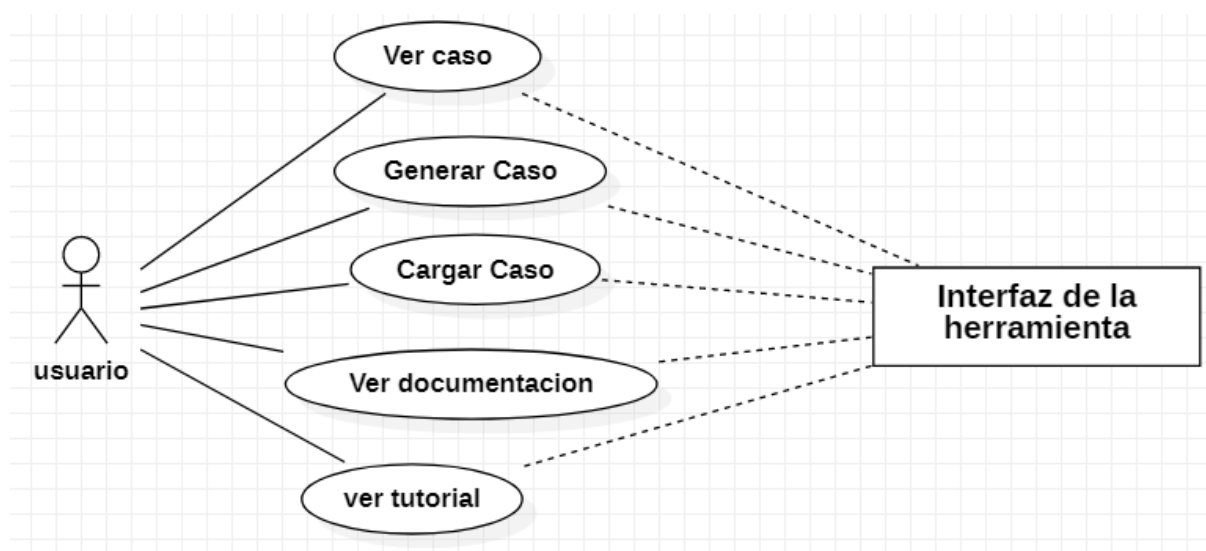 Ver caso
Generar Caso
Cargar Caso
Interfaz de la
herramienta
usuario
Ver documentacion
ver tutorial